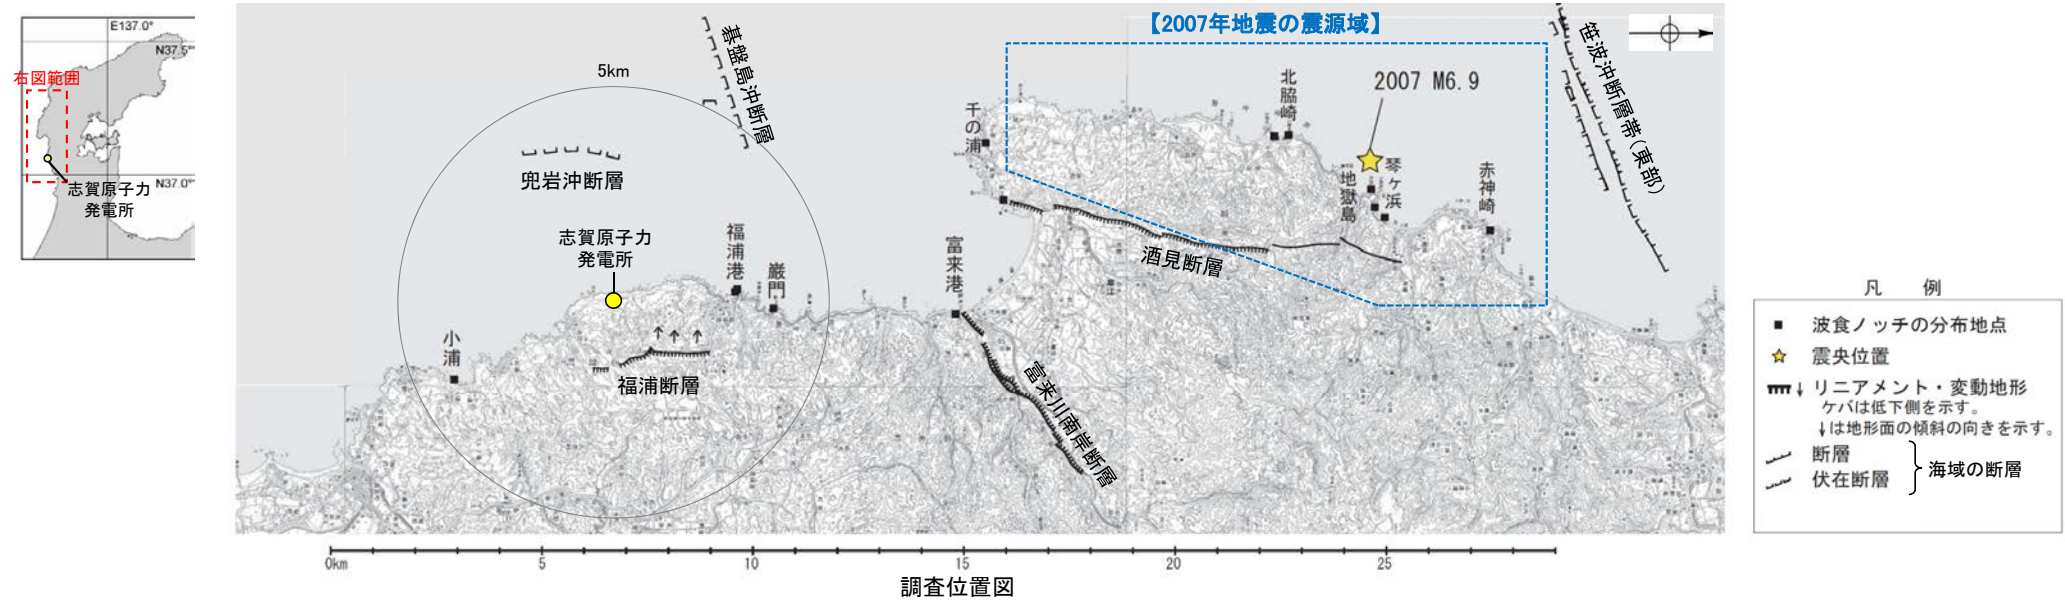 E137.0°
N37.5°
右図範囲
志賀原子力
発電所
N37.0°
【2007年地震の震源域】
碁盤島沖断層
5km
兜岩沖断層
志賀原子力
発電所
小浦
福浦港
巌門
福浦断層
富来港
千の浦
北脇崎
2007 M6.9
琴ヶ浜
地獄島
赤神崎
笹波沖断層帯(東部)
酒見断層
富来川南岸断層
0km
5
10
15
20
25
調査位置図
凡 例
波食ノッチの分布地点
震央位置
リニアメント・変動地形
ケバは低下側を示す。
↓は地形面の傾斜の向きを示す。
断層
伏在断層
海域の断層